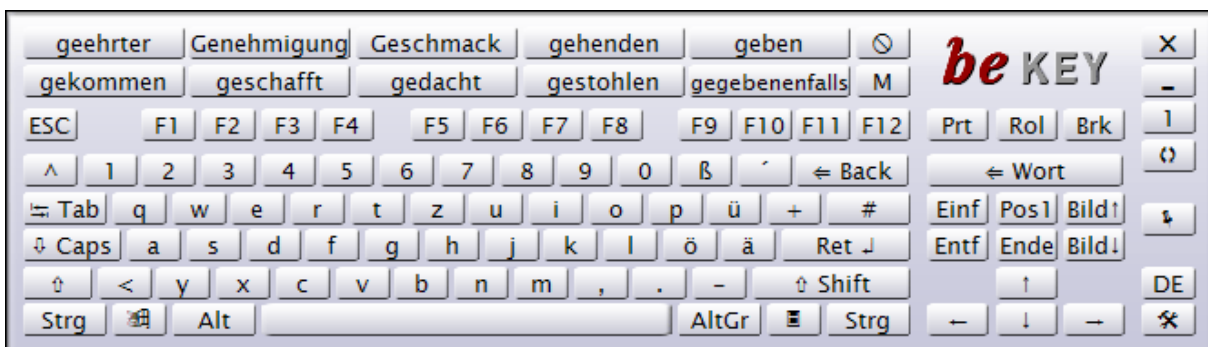 geehrter Genehmigung Geschmack gehenden geben X
gekommen geschafft gedacht gestohlen gegebenenfalls M be KEY _
ESC F1 F2 F3 F4 F5 F6 F7 F8 F9 F10 F11 F12 Prt Rol Brk 1
^ 1 2 3 4 5 6 7 8 9 0 ß ´ ⇐ Back ⇐ Wort ()
↹ Tab q w e r t z u i o p ü + # Einf Pos1 Bild↑
⇩ Caps a s d f g h j k l ö ä Ret ↲ Entf Ende Bild↓
⇧ < y x c v b n m , . - ⇧ Shift ↑ DE
Strg Alt AltGr Strg ← ↓ →